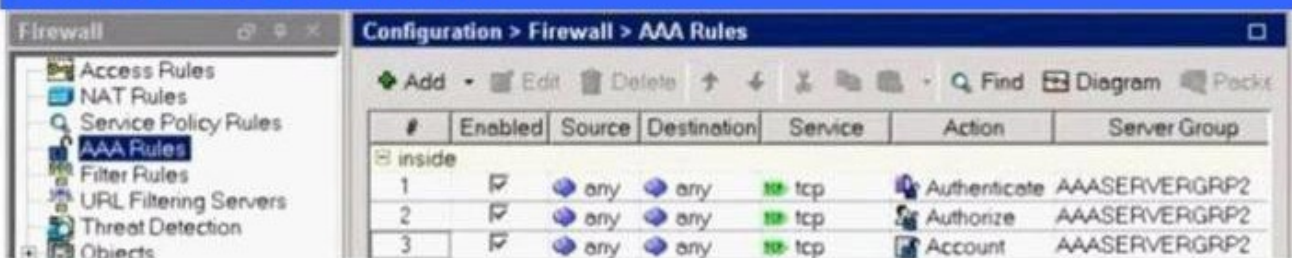 Firewall
Configuration > Firewall > AAA Rules
Access Rules
NAT Rules
Service Policy Rules
AAA Rules
Filter Rules
URL Filtering Servers
Threat Detection
Objects
Add Edit Delete Find Diagram
# Enabled Source Destination Service Action Server Group
inside
1 any any tcp Authenticate AAASERVERGRP2
2 any any tcp Authorize AAASERVERGRP2
3 any any tcp Account AAASERVERGRP2